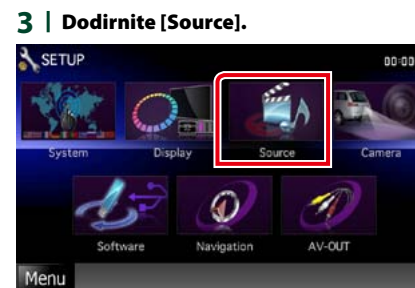 3 | Dodirnite [Source].
SETUP 00:00
System Display Source Camera
Software Navigation AV-OUT
Menu